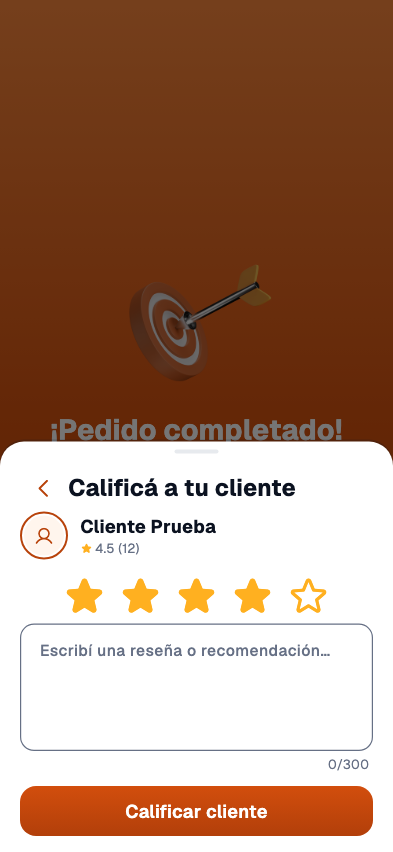 ¡Pedido completado!
Calificá a tu cliente
Cliente Prueba
4.5 (12)
Escribí una reseña o recomendación...
0/300
Calificar cliente